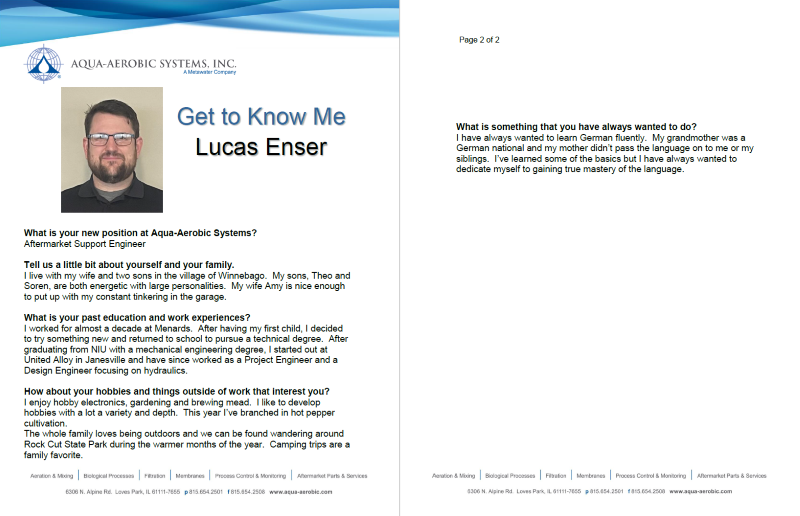 AQUA-AEROBIC SYSTEMS, INC.
A Metawater Company
Get to Know Me
Lucas Enser
What is your new position at Aqua-Aerobic Systems?
Aftermarket Support Engineer
Tell us a little bit about yourself and your family.
I live with my wife and two sons in the village of Winnebago.  My sons, Theo and
Soren, are both energetic with large personalities.  My wife Amy is nice enough
to put up with my constant tinkering in the garage.
What is your past education and work experiences?
I worked for almost a decade at Menards.  After having my first child, I decided
to try something new and returned to school to pursue a technical degree.  After
graduating from NIU with a mechanical engineering degree, I started out at
United Alloy in Janesville and have since worked as a Project Engineer and a
Design Engineer focusing on hydraulics.
How about your hobbies and things outside of work that interest you?
I enjoy hobby electronics, gardening and brewing mead.  I like to develop
hobbies with a lot a variety and depth.  This year I've branched in hot pepper
cultivation.
The whole family loves being outdoors and we can be found wandering around
Rock Cut State Park during the warmer months of the year.  Camping trips are a
family favorite.
Aeration & Mixing | Biological Processes | Filtration | Membranes | Process Control & Monitoring | Aftermarket Parts & Services
6306 N. Alpine Rd.  Loves Park, IL 61111-7655  p 815.654.2501  f 815.654.2508  www.aqua-aerobic.com
Page 2 of 2
What is something that you have always wanted to do?
I have always wanted to learn German fluently.  My grandmother was a
German national and my mother didn't pass the language on to me or my
siblings.  I've learned some of the basics but I have always wanted to
dedicate myself to gaining true mastery of the language.
Aeration & Mixing | Biological Processes | Filtration | Membranes | Process Control & Monitoring | Aftermarket Parts & Services
6306 N. Alpine Rd.  Loves Park, IL 61111-7655  p 815.654.2501  f 815.654.2508  www.aqua-aerobic.com